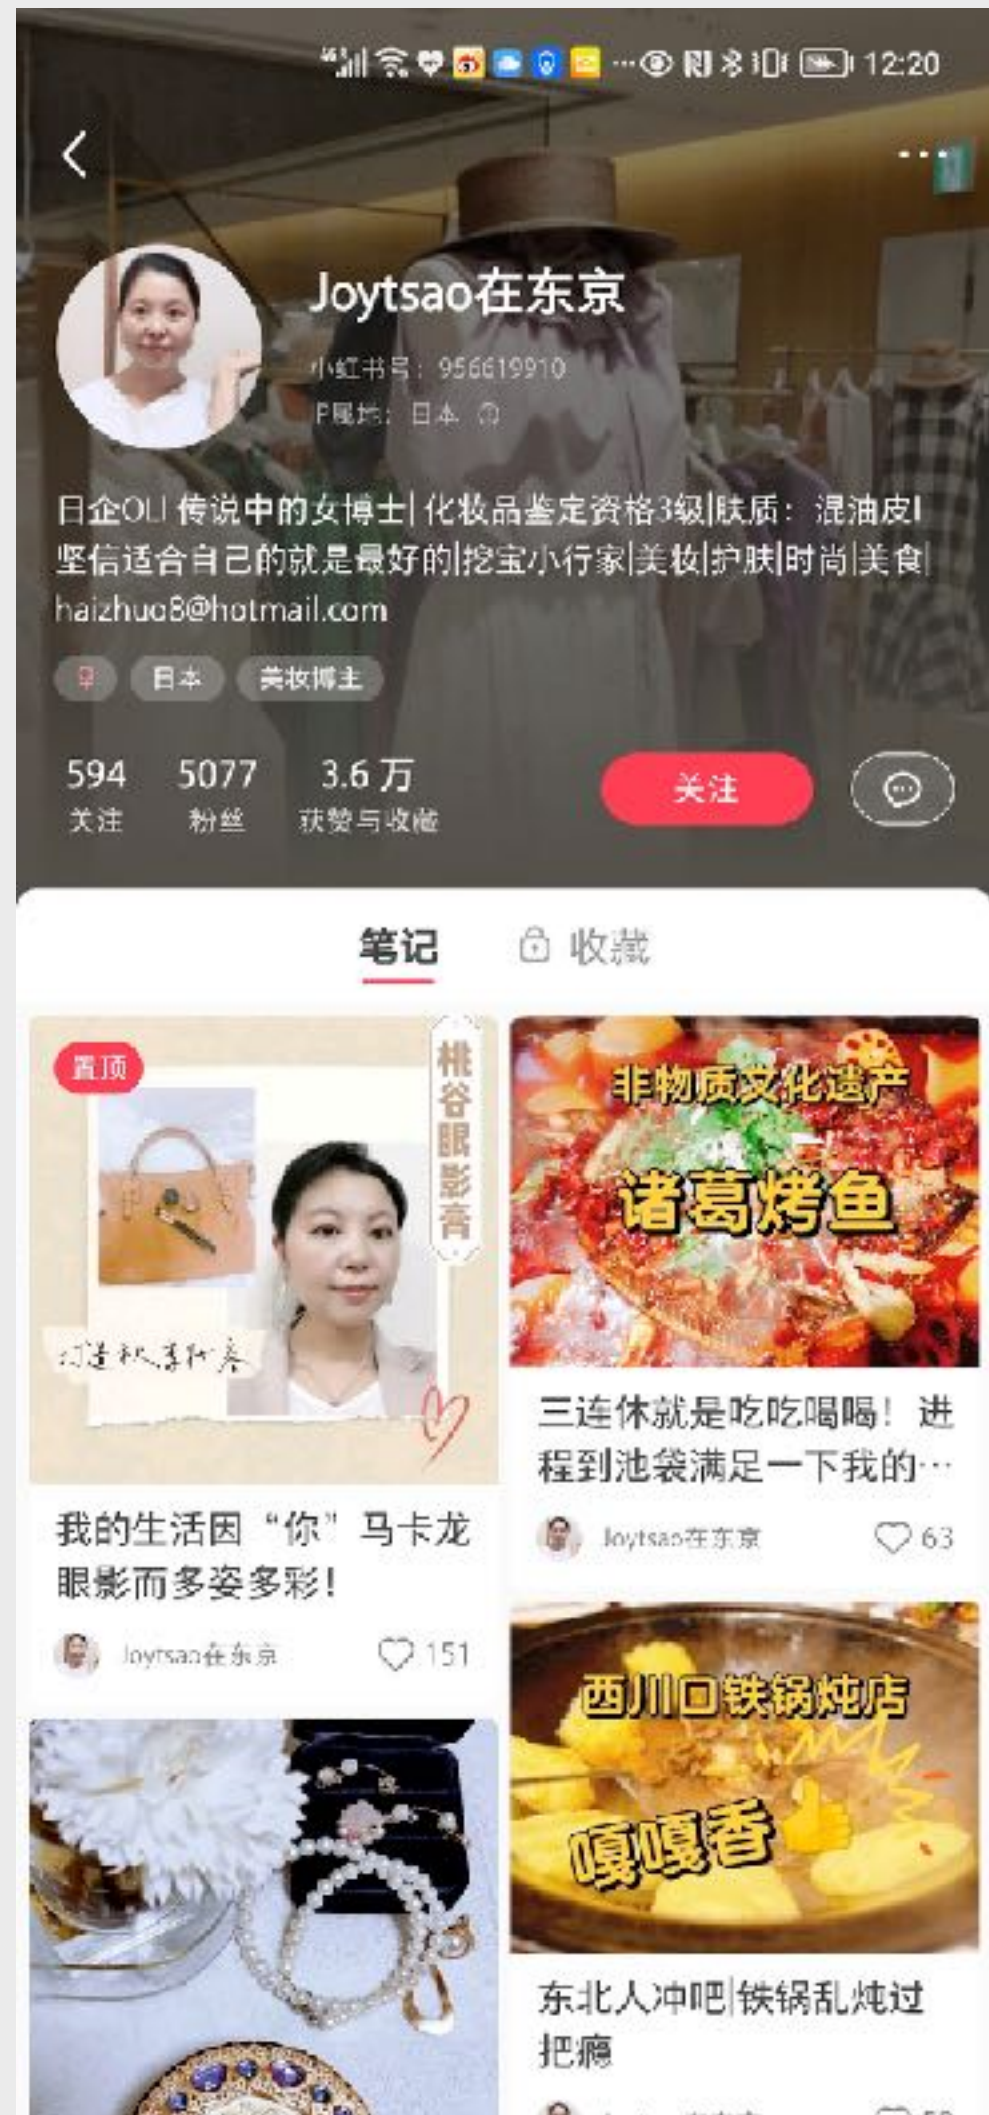 12:20
Joytsao在东京
小红书号：956619910
IP属地：日本
日企OL| 传说中的女博士| 化妆品鉴定资格3级|肤质：混油皮|
坚信适合自己的就是最好的|挖宝小行家|美妆|护肤|时尚|美食|
haizhuo8@hotmail.com
日本
美妆博主
594
关注
5077
粉丝
3.6万
获赞与收藏
关注
笔记
收藏
置顶
桃谷眼影膏
我的生活因“你”马卡龙
眼影而多姿多彩！
Joytsao在东京
151
非物质文化遗产
诸葛烤鱼
三连休就是吃吃喝喝！进
程到池袋满足一下我的…
Joytsao在东京
63
西川口铁锅炖店
嘎嘎香
东北人冲吧|铁锅乱炖过
把瘾